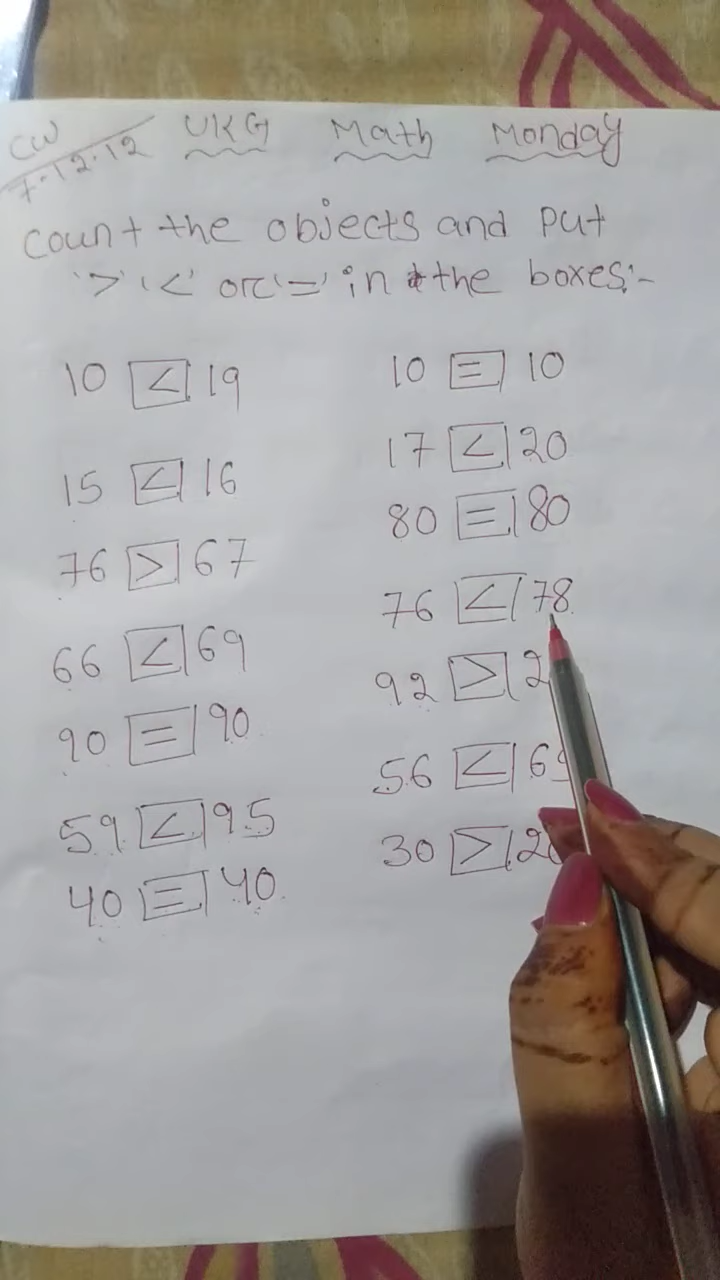 CW UKG Math Monday
7.12.12
Count the objects and put
'>' '<' or '=' in the boxes:-
10 < 19
15 < 16
76 > 67
66 < 69
90 = 90
59 < 95
40 = 40
10 = 10
17 < 20
80 = 80
76 < 78
92 >
56 <
30 >